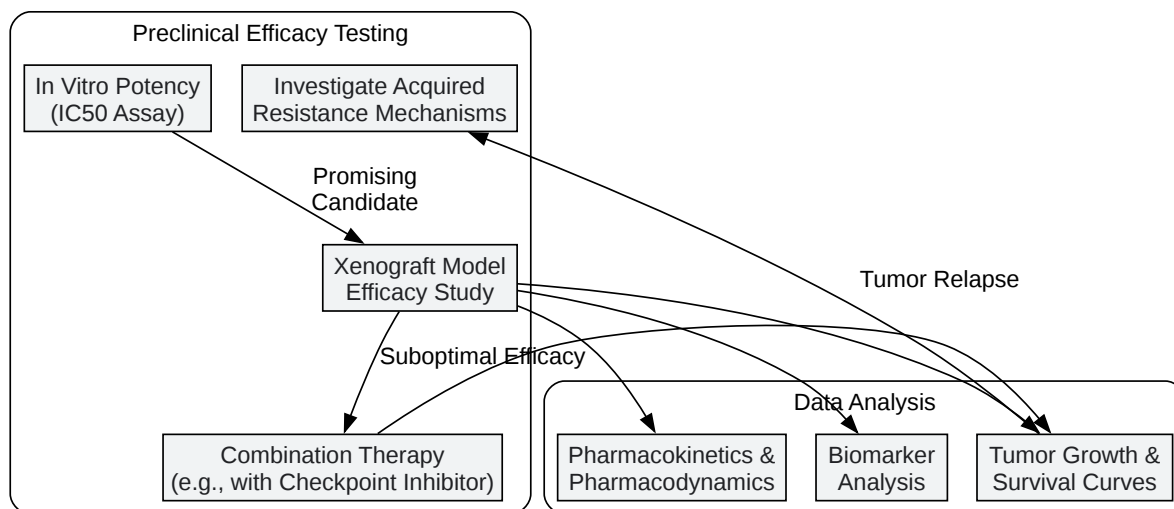 Preclinical Efficacy Testing
In Vitro Potency
(IC50 Assay)
Investigate Acquired
Resistance Mechanisms
Promising
Candidate
Xenograft Model
Efficacy Study
Tumor Relapse
Suboptimal Efficacy
Data Analysis
Combination Therapy
(e.g., with Checkpoint Inhibitor)
Pharmacokinetics &
Pharmacodynamics
Biomarker
Analysis
Tumor Growth &
Survival Curves